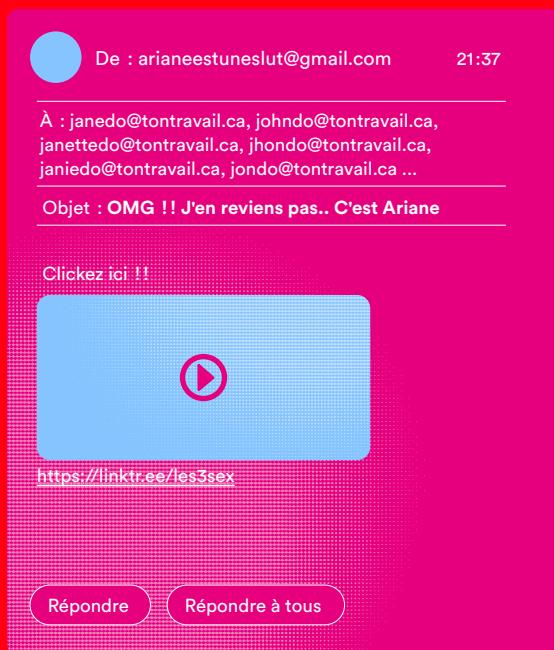 De : arianeestuneslut@gmail.com 21:37
À : janedo@tontravail.ca, johndo@tontravail.ca,
janettedo@tontravail.ca, jhondo@tontravail.ca,
janiedo@tontravail.ca, jondo@tontravail.ca ...
Objet : OMG !! J'en reviens pas.. C'est Ariane
Clickez ici !!
https://linktr.ee/les3sex
Répondre Répondre à tous